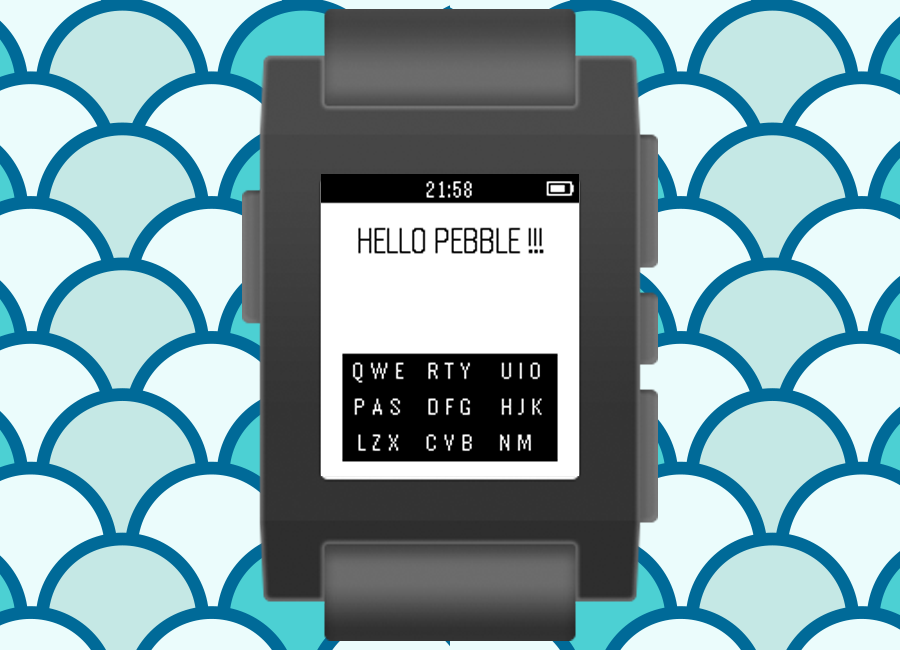 21:58
HELLO PEBBLE !!!
QWE RTY UIO
PAS DFG HJK
LZX CVB NM